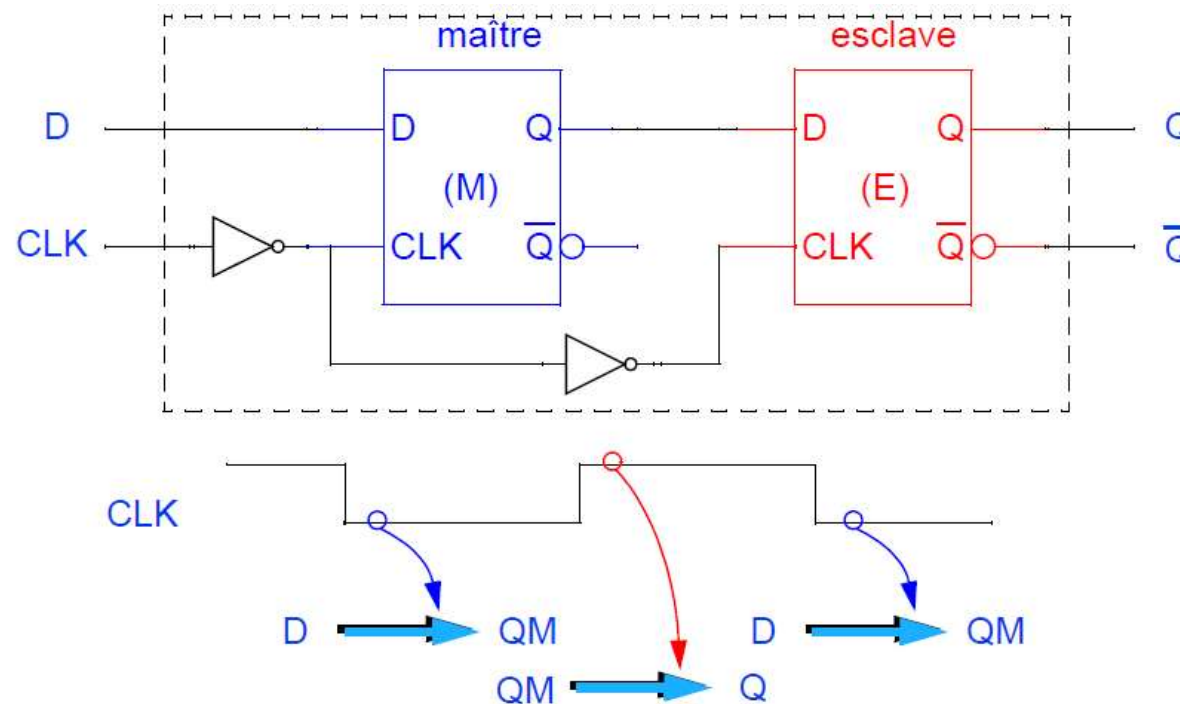 maître esclave
D D Q D Q Q
(M) (E)
CLK CLK Q̅ CLK Q̅ Q̅
CLK
D QM D QM
QM Q